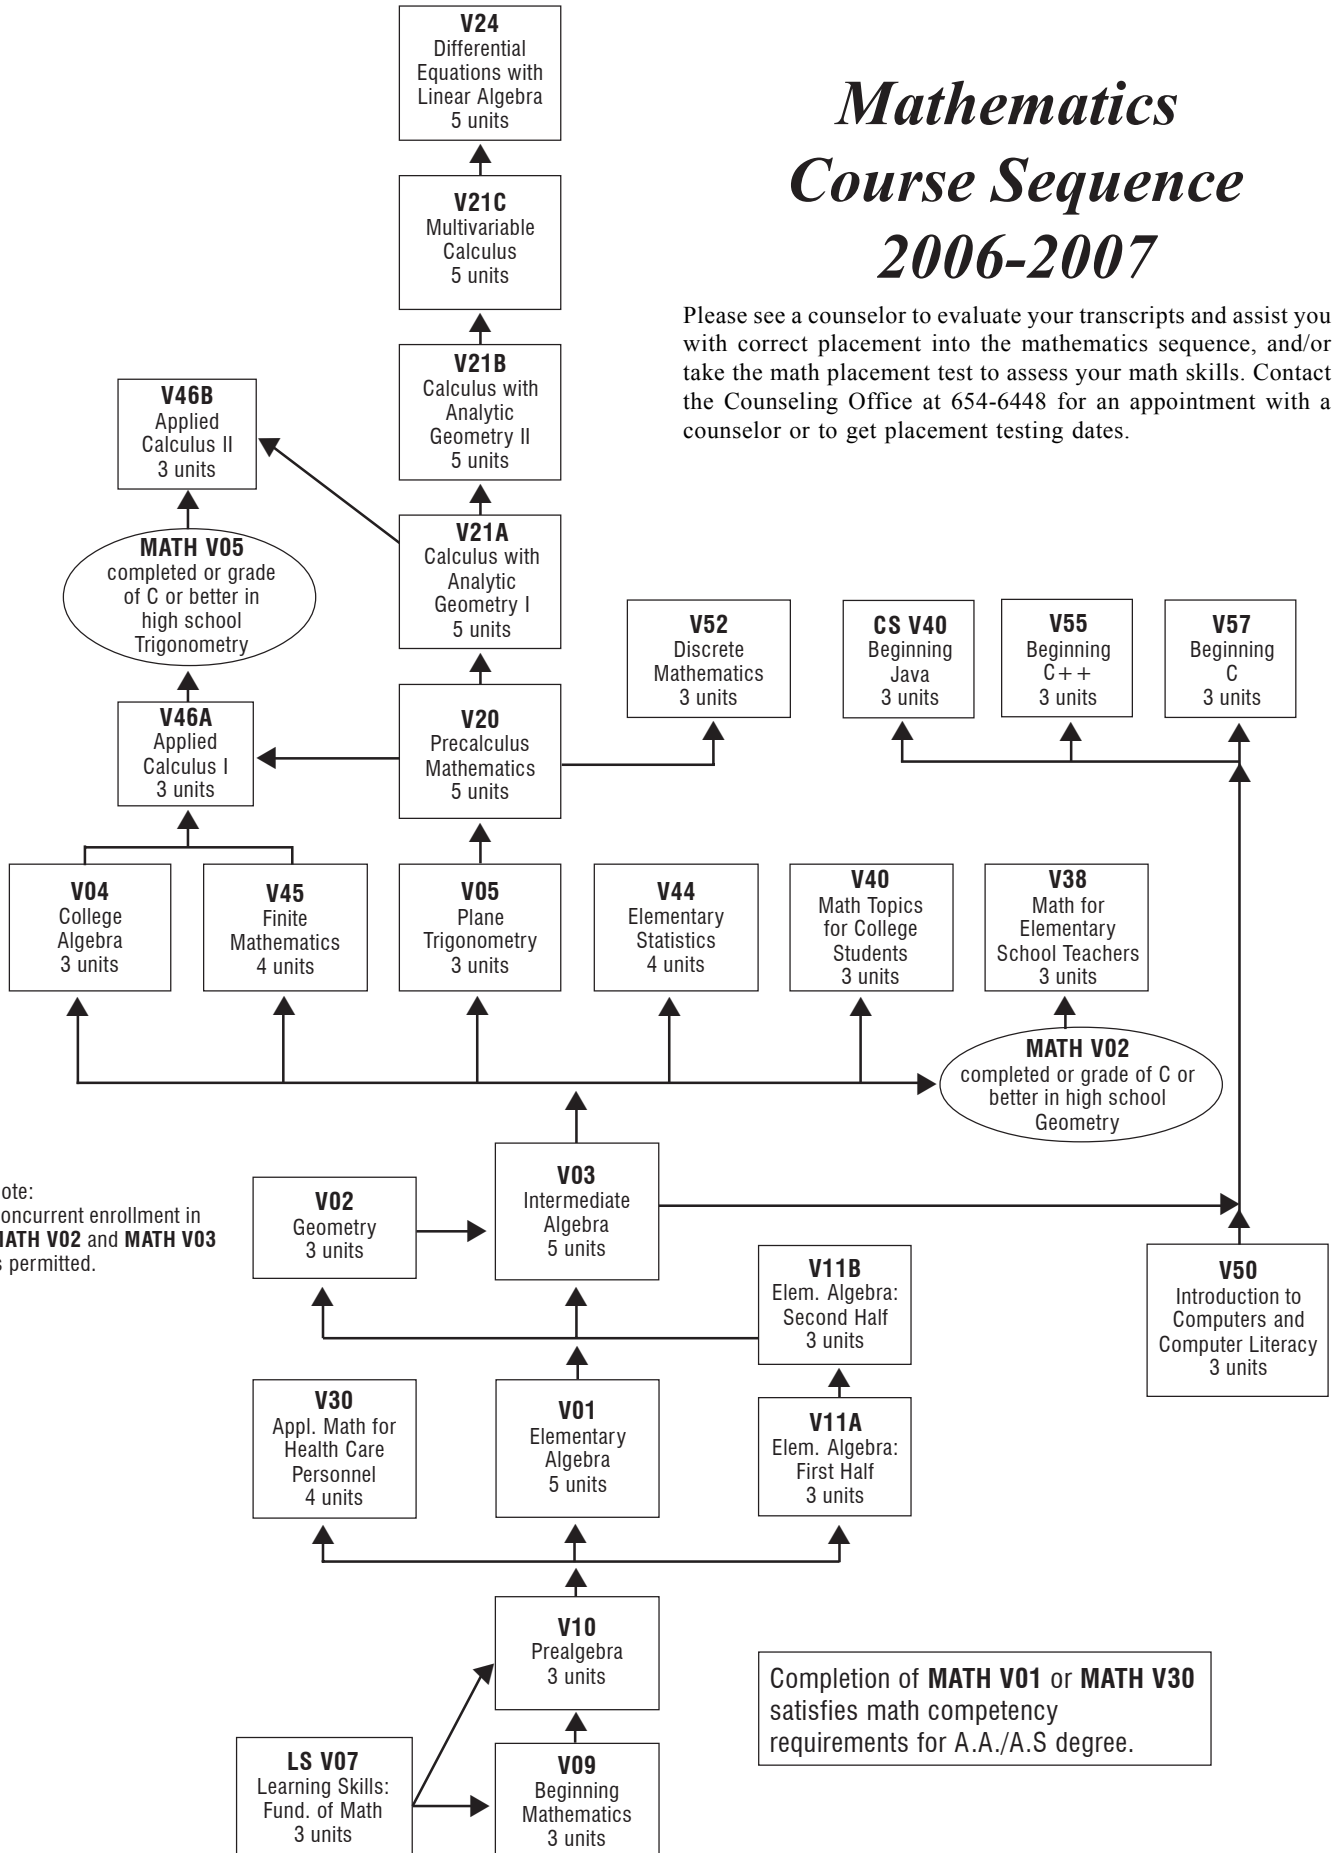 V24
Differential
Equations with
Linear Algebra
5 units
Mathematics
Course Sequence
2006-2007
Please see a counselor to evaluate your transcripts and assist you
with correct placement into the mathematics sequence, and/or
take the math placement test to assess your math skills. Contact
the Counseling Office at 654-6448 for an appointment with a
counselor or to get placement testing dates.
V21C
Multivariable
Calculus
5 units
V21B
Calculus with
Analytic
Geometry II
5 units
V46B
Applied
Calculus II
3 units
V21A
Calculus with
Analytic
Geometry I
5 units
MATH V05
completed or grade
of C or better in
high school
Trigonometry
V52
Discrete
Mathematics
3 units
CS V40
Beginning
Java
3 units
V55
Beginning
C++
3 units
V57
Beginning
C
3 units
V46A
Applied
Calculus I
3 units
V20
Precalculus
Mathematics
5 units
V04
College
Algebra
3 units
V45
Finite
Mathematics
4 units
V05
Plane
Trigonometry
3 units
V44
Elementary
Statistics
4 units
V40
Math Topics
for College
Students
3 units
V38
Math for
Elementary
School Teachers
3 units
MATH V02
completed or grade of C or
better in high school
Geometry
ote:
oncurrent enrollment in
MATH V02 and MATH V03
s permitted.
V02
Geometry
3 units
V03
Intermediate
Algebra
5 units
V11B
Elem. Algebra:
Second Half
3 units
V50
Introduction to
Computers and
Computer Literacy
3 units
V30
Appl. Math for
Health Care
Personnel
4 units
V01
Elementary
Algebra
5 units
V11A
Elem. Algebra:
First Half
3 units
V10
Prealgebra
3 units
Completion of MATH V01 or MATH V30
satisfies math competency
requirements for A.A./A.S degree.
LS V07
Learning Skills:
Fund. of Math
3 units
V09
Beginning
Mathematics
3 units